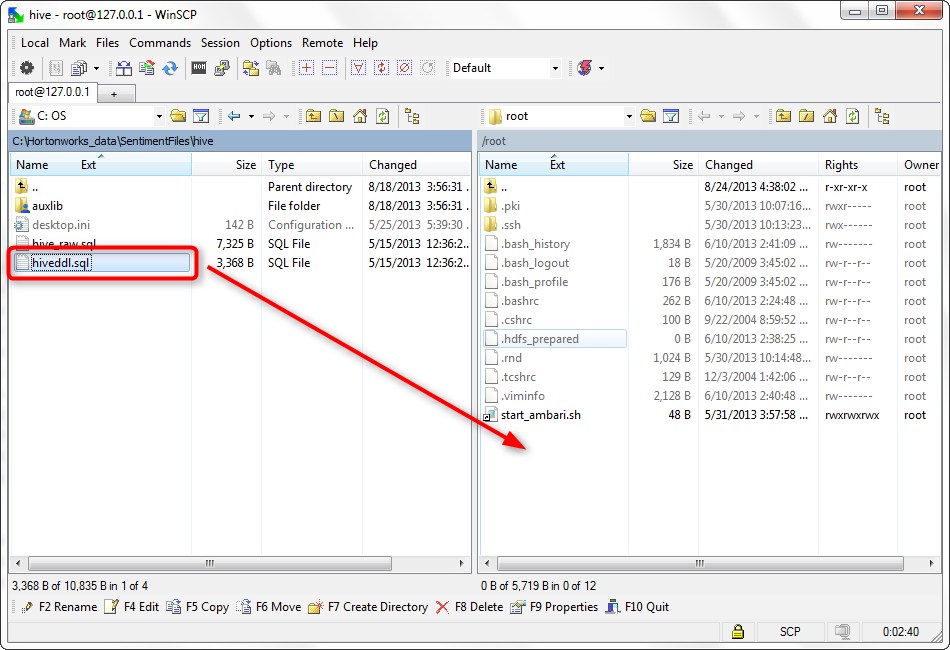 hive - root@127.0.0.1 - WinSCP
Local Mark Files Commands Session Options Remote Help
Default
root@127.0.0.1 +
C: OS root
C:\Hortonworks_data\SentimentFiles\hive /root
Name Ext Size Type Changed Name Ext Size Changed Rights Owner
.. Parent directory 8/18/2013 3:56:31 . .. 8/24/2013 4:38:02 ... r-xr-xr-x root
auxlib File folder 8/18/2013 3:56:31 . .pki 5/30/2013 10:07:16... rwxr----- root
desktop.ini 142 B Configuration ... 5/25/2013 5:39:30 . .ssh 5/30/2013 10:13:23... rwx------ root
hive_raw.sql 7,325 B SQL File 5/15/2013 12:36:2.. .bash_history 1,834 B 6/10/2013 2:41:09 ... rw------- root
hiveddl.sql 3,368 B SQL File 5/15/2013 12:36:2.. .bash_logout 18 B 5/20/2009 3:45:02 ... rw-r--r-- root
.bash_profile 176 B 5/20/2009 3:45:02 ... rw-r--r-- root
.bashrc 262 B 6/10/2013 2:24:48 ... rw-r--r-- root
.cshrc 100 B 9/22/2004 8:59:52 ... rw-r--r-- root
.hdfs_prepared 0 B 6/10/2013 2:38:25 ... rw-r--r-- root
.rnd 1,024 B 5/30/2013 10:14:48... rw------- root
.tcshrc 129 B 12/3/2004 1:42:06 ... rw-r--r-- root
.viminfo 2,128 B 6/10/2013 2:40:48 ... rw------- root
start_ambari.sh 48 B 5/31/2013 3:57:58 ... rwxrwxrwx root
3,368 B of 10,835 B in 1 of 4 0 B of 5,719 B in 0 of 12
F2 Rename F4 Edit F5 Copy F6 Move F7 Create Directory F8 Delete F9 Properties F10 Quit
SCP 0:02:40